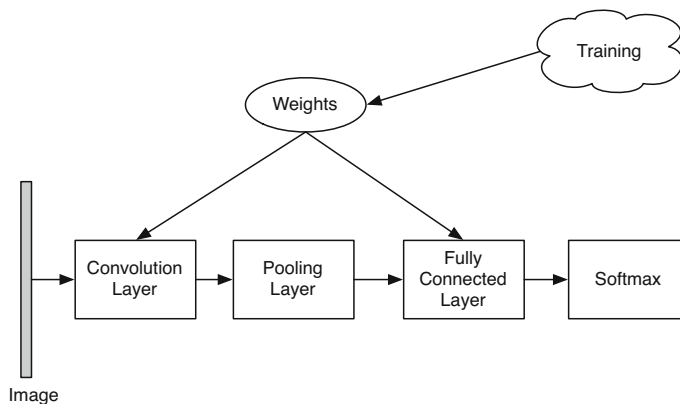 Training
Weights
Convolution
Layer
Pooling
Layer
Fully
Connected
Layer
Softmax
Image